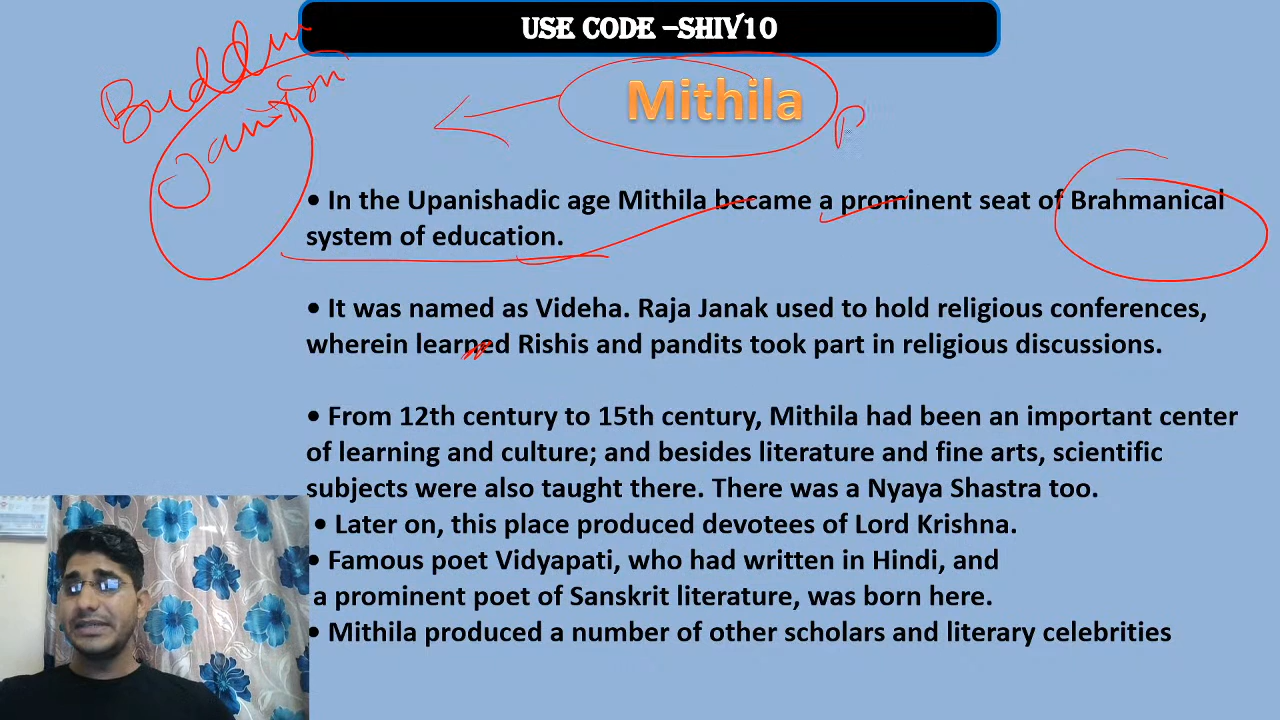 USE CODE –SHIV10
Mithila
Buddh
Janism
P
• In the Upanishadic age Mithila became a prominent seat of Brahmanical
system of education.
• It was named as Videha. Raja Janak used to hold religious conferences,
wherein learned Rishis and pandits took part in religious discussions.
• From 12th century to 15th century, Mithila had been an important center
of learning and culture; and besides literature and fine arts, scientific
subjects were also taught there. There was a Nyaya Shastra too.
• Later on, this place produced devotees of Lord Krishna.
• Famous poet Vidyapati, who had written in Hindi, and
a prominent poet of Sanskrit literature, was born here.
• Mithila produced a number of other scholars and literary celebrities